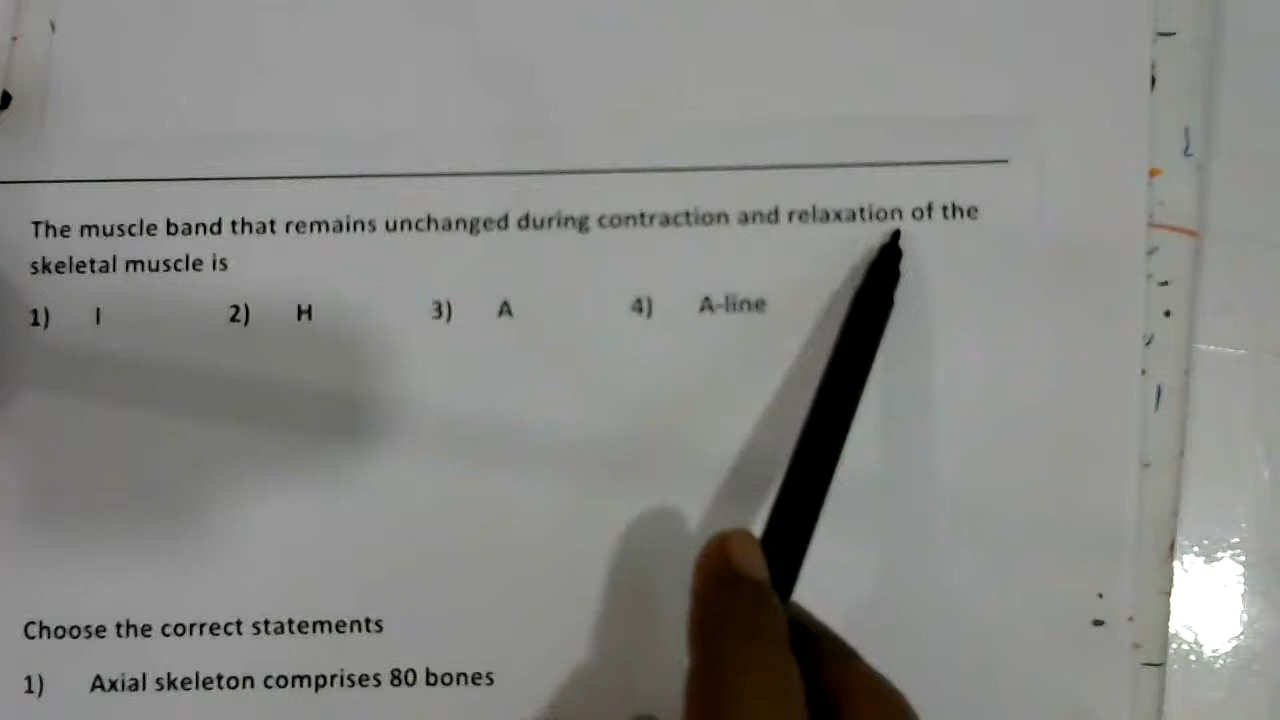 The muscle band that remains unchanged during contraction and relaxation of the
skeletal muscle is
1) I 2) H 3) A 4) A-line
Choose the correct statements
1) Axial skeleton comprises 80 bones